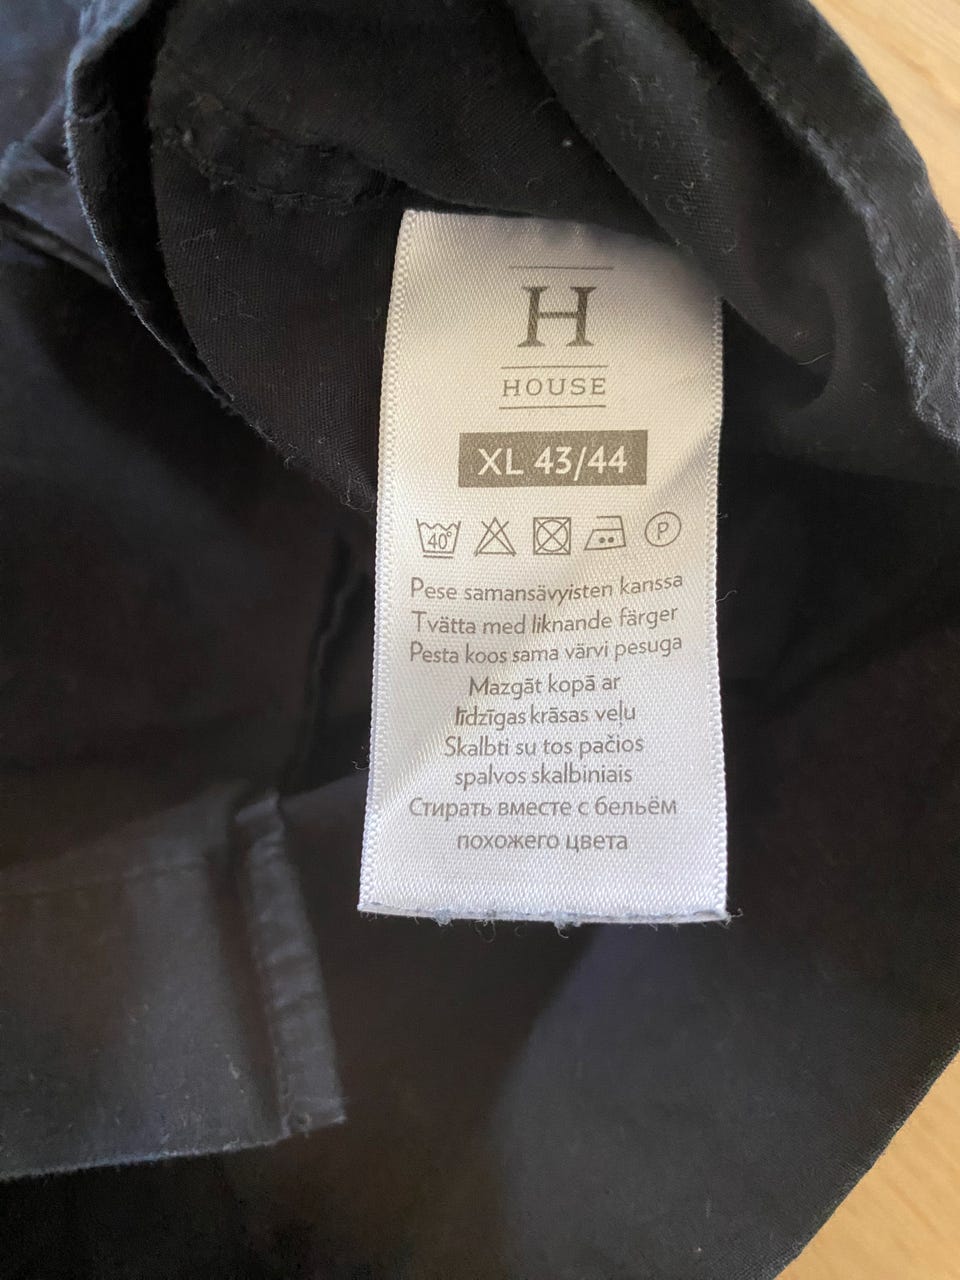 H
HOUSE
XL 43/44
40°
P
Pese samansävyisten kanssa
Tvätta med liknande färger
Pesta koos sama värvi pesuga
Mazgāt kopā ar
līdzīgas krāsas veļu
Skalbti su tos pačios
spalvos skalbiniais
Стирать вместе с бельём
похожего цвета